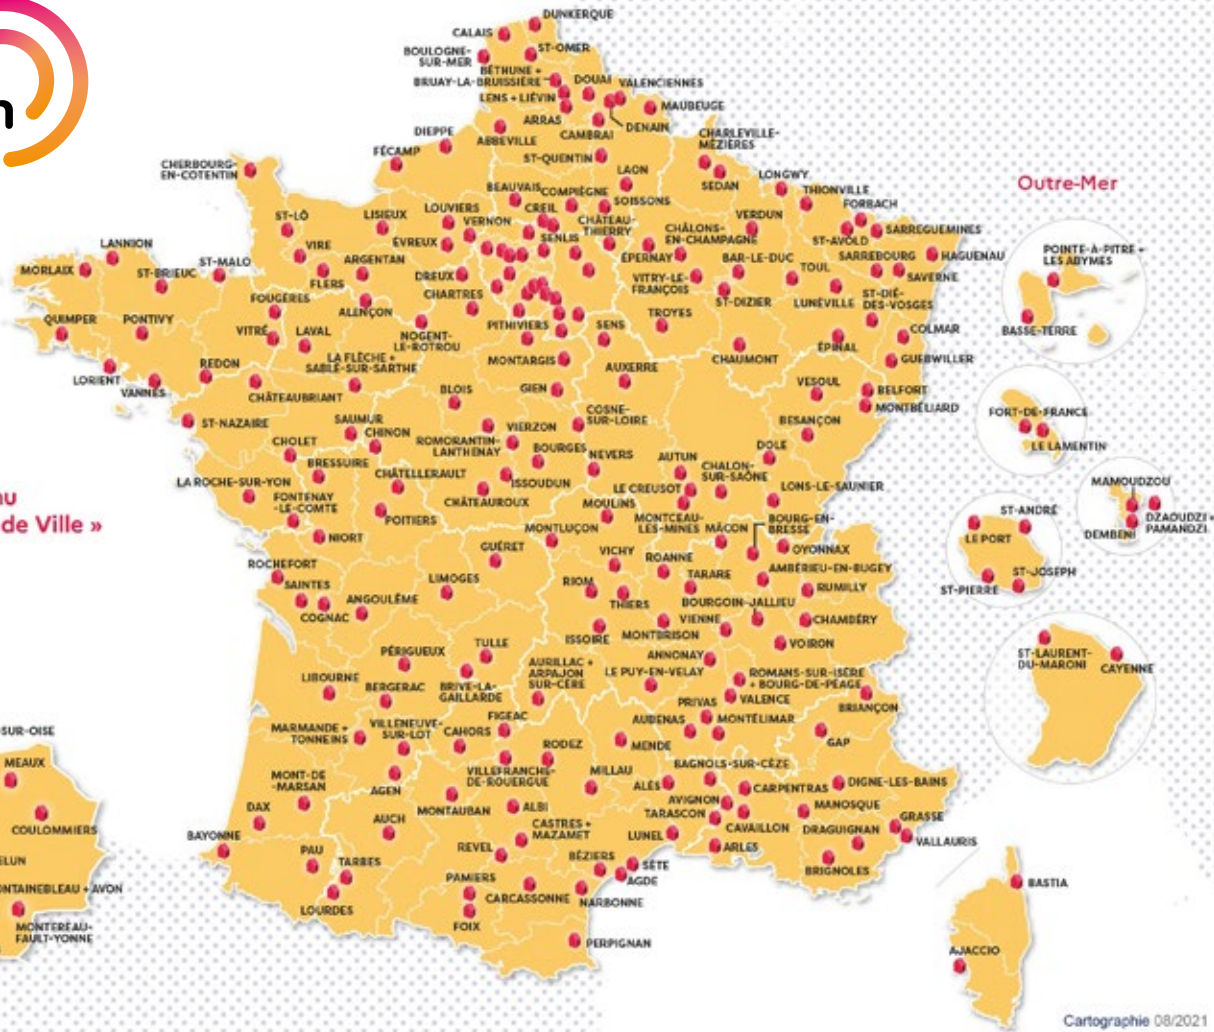 n
DUNKERQUE
CALAIS
BOULOGNE-
SUR-MER
ST-OMER
BÉTHUNE +
BRUAY-LA-BRUISSIÈRE
DOUAI
VALENCIENNES
LENS + LIÉVIN
MAUBEUGE
ARRAS
CAMBRAI
DENAIN
DIEPPE
ABBEVILLE
CHARLEVILLE-
MÉZIÈRES
FÉCAMP
ST-QUENTIN
CHERBOURG-
EN-COTENTIN
LAON
SEDAN
LONGWY
THIONVILLE
Outre-Mer
BEAUVAIS
COMPIÈGNE
SOISSONS
FORBACH
ST-LÔ
LISIEUX
LOUVIERS
VERNON
CREIL
CHÂTEAU-
THIERRY
VERDUN
SARREGUEMINES
CHÂLONS-
EN-CHAMPAGNE
ST-AVOLD
LANNION
VIRE
ÉVREUX
SENLIS
ÉPERNAY
BAR-LE-DUC
SARREBOURG
HAGUENAU
POINTE-À-PITRE +
LES ABYMES
MORLAIX
ST-BRIEUC
ST-MALO
ARGENTAN
DREUX
VITRY-LE-
FRANÇOIS
TOUL
SAVERNE
FLERS
CHARTRES
ST-DIZIER
LUNÉVILLE
ST-DIÉ-
DES-VOSGES
FOUGÈRES
ALENÇON
QUIMPER
PONTIVY
VITRÉ
LAVAL
NOGENT-
LE-ROTROU
PITHIVIERS
SENS
TROYES
COLMAR
BASSE-TERRE
ÉPINAL
REDON
LA FLÈCHE +
SABLÉ-SUR-SARTHE
MONTARGIS
CHAUMONT
GUEBWILLER
LORIENT
VANNES
CHÂTEAUBRIANT
BLOIS
GIEN
AUXERRE
VESOUL
BELFORT
MONTBÉLIARD
FORT-DE-FRANCE
LE LAMENTIN
ST-NAZAIRE
SAUMUR
CHINON
ROMORANTIN-
LANTHENAY
VIERZON
COSNE-
SUR-LOIRE
BESANÇON
CHOLET
BOURGES
NEVERS
AUTUN
DOLE
BRESSUIRE
CHÂTELLERAULT
CHALON-
SUR-SAÔNE
LA ROCHE-SUR-YON
ISSOUDUN
LE CREUSOT
LONS-LE-SAUNIER
MAMOUDZOU
FONTENAY
-LE-COMTE
CHÂTEAUROUX
MOULINS
ST-ANDRÉ
au
de Ville »
POITIERS
MONTCEAU-
LES-MINES
MÂCON
BOURG-EN-
BRESSE
DZAOUDZI +
PAMANDZI
NIORT
MONTLUÇON
LE PORT
DEMBENI
GUÉRET
VICHY
ROANNE
OYONNAX
ROCHEFORT
AMBÉRIEU-EN-BUGEY
ST-JOSEPH
SAINTES
LIMOGES
RIOM
TARARE
RUMILLY
ST-PIERRE
ANGOULÊME
THIERS
BOURGOIN-JALLIEU
COGNAC
VIENNE
CHAMBÉRY
ISSOIRE
MONTBRISON
VOIRON
TULLE
PÉRIGUEUX
ANNONAY
ST-LAURENT-
DU-MARONI
CAYENNE
AURILLAC +
ARPAJON
SUR-CÈRE
LE PUY-EN-VELAY
ROMANS-SUR-ISÈRE
+ BOURG-DE-PÉAGE
LIBOURNE
BERGERAC
BRIVE-LA-
GAILLARDE
PRIVAS
VALENCE
BRIANÇON
FIGEAC
AUBENAS
MONTÉLIMAR
SUR-OISE
MARMANDE +
TONNEINS
VILLENEUVE-
SUR-LOT
CAHORS
RODEZ
MENDE
GAP
MEAUX
VILLEFRANCHE-
DE-ROUERGUE
MILLAU
BAGNOLS-SUR-CÈZE
MONT-DE
-MARSAN
AGEN
ALÈS
CARPENTRAS
DIGNE-LES-BAINS
DAX
MONTAUBAN
ALBI
AVIGNON
TARASCON
MANOSQUE
COULOMMIERS
AUCH
CASTRES +
MAZAMET
CAVAILLON
DRAGUIGNAN
GRASSE
BAYONNE
LUNEL
VALLAURIS
PAU
REVEL
ARLES
ELUN
TARBES
BÉZIERS
SÈTE
BRIGNOLES
ONTAINEBLEAU + AVON
PAMIERS
CARCASSONNE
AGDE
NARBONNE
BASTIA
LOURDES
MONTEREAU-
FAULT-YONNE
FOIX
PERPIGNAN
AJACCIO
Cartographie 08/2021